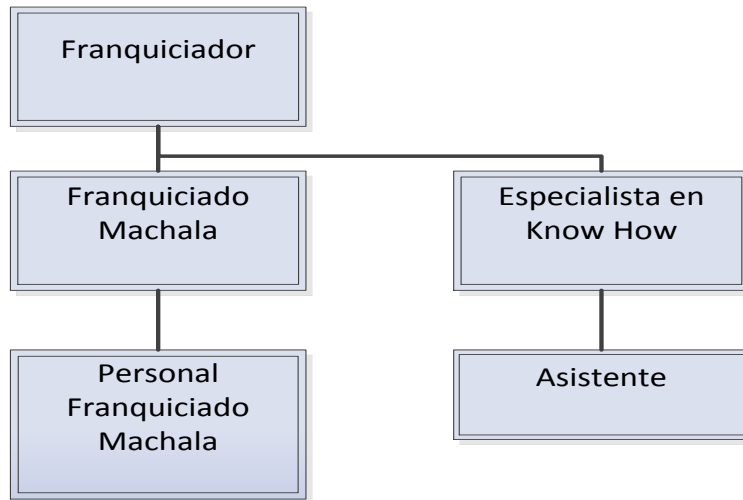 Franquiciador
Franquiciado
Machala
Especialista en
Know How
Personal
Franquiciado
Machala
Asistente